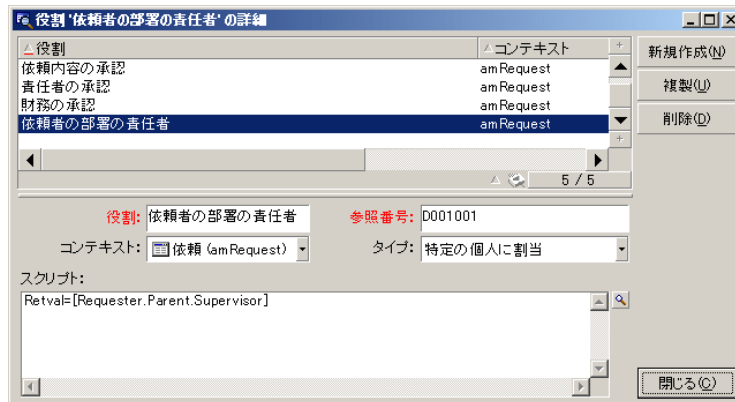 役割 '依頼者の部署の責任者' の詳細
役割 コンテキスト
依頼内容の承認 amRequest
責任者の承認 amRequest
財務の承認 amRequest
依頼者の部署の責任者 amRequest
5 / 5
新規作成(N)
複製(U)
削除(D)
役割: 依頼者の部署の責任者 参照番号: D001001
コンテキスト: 依頼 (amRequest) タイプ: 特定の個人に割当
スクリプト:
Retval=[Requester.Parent.Supervisor]
閉じる(C)